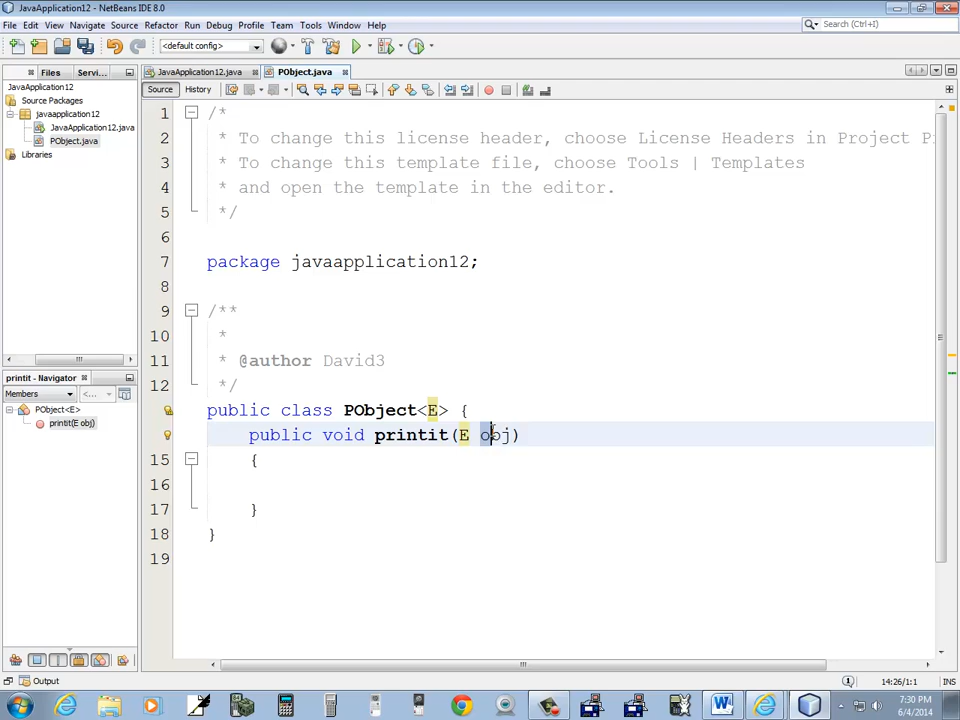 JavaApplication12 - NetBeans IDE 8.0
File Edit View Navigate Source Refactor Run Debug Profile Team Tools Window Help
Search (Ctrl+I)
<default config>
Files Servi...
JavaApplication12.java PObject.java
JavaApplication12
Source Packages
javaapplication12
JavaApplication12.java
PObject.java
Libraries
Source History
1 /*
2 * To change this license header, choose License Headers in Project P
3 * To change this template file, choose Tools | Templates
4 * and open the template in the editor.
5 */
6
7 package javaapplication12;
8
9 /**
10 *
11 * @author David3
12 */
public class PObject<E> {
public void printit(E obj)
15 {
16
17 }
18 }
19
printit - Navigator
Members <...
PObject<E>
printit(E obj)
Output
14:26/1:1 INS
7:30 PM
6/4/2014